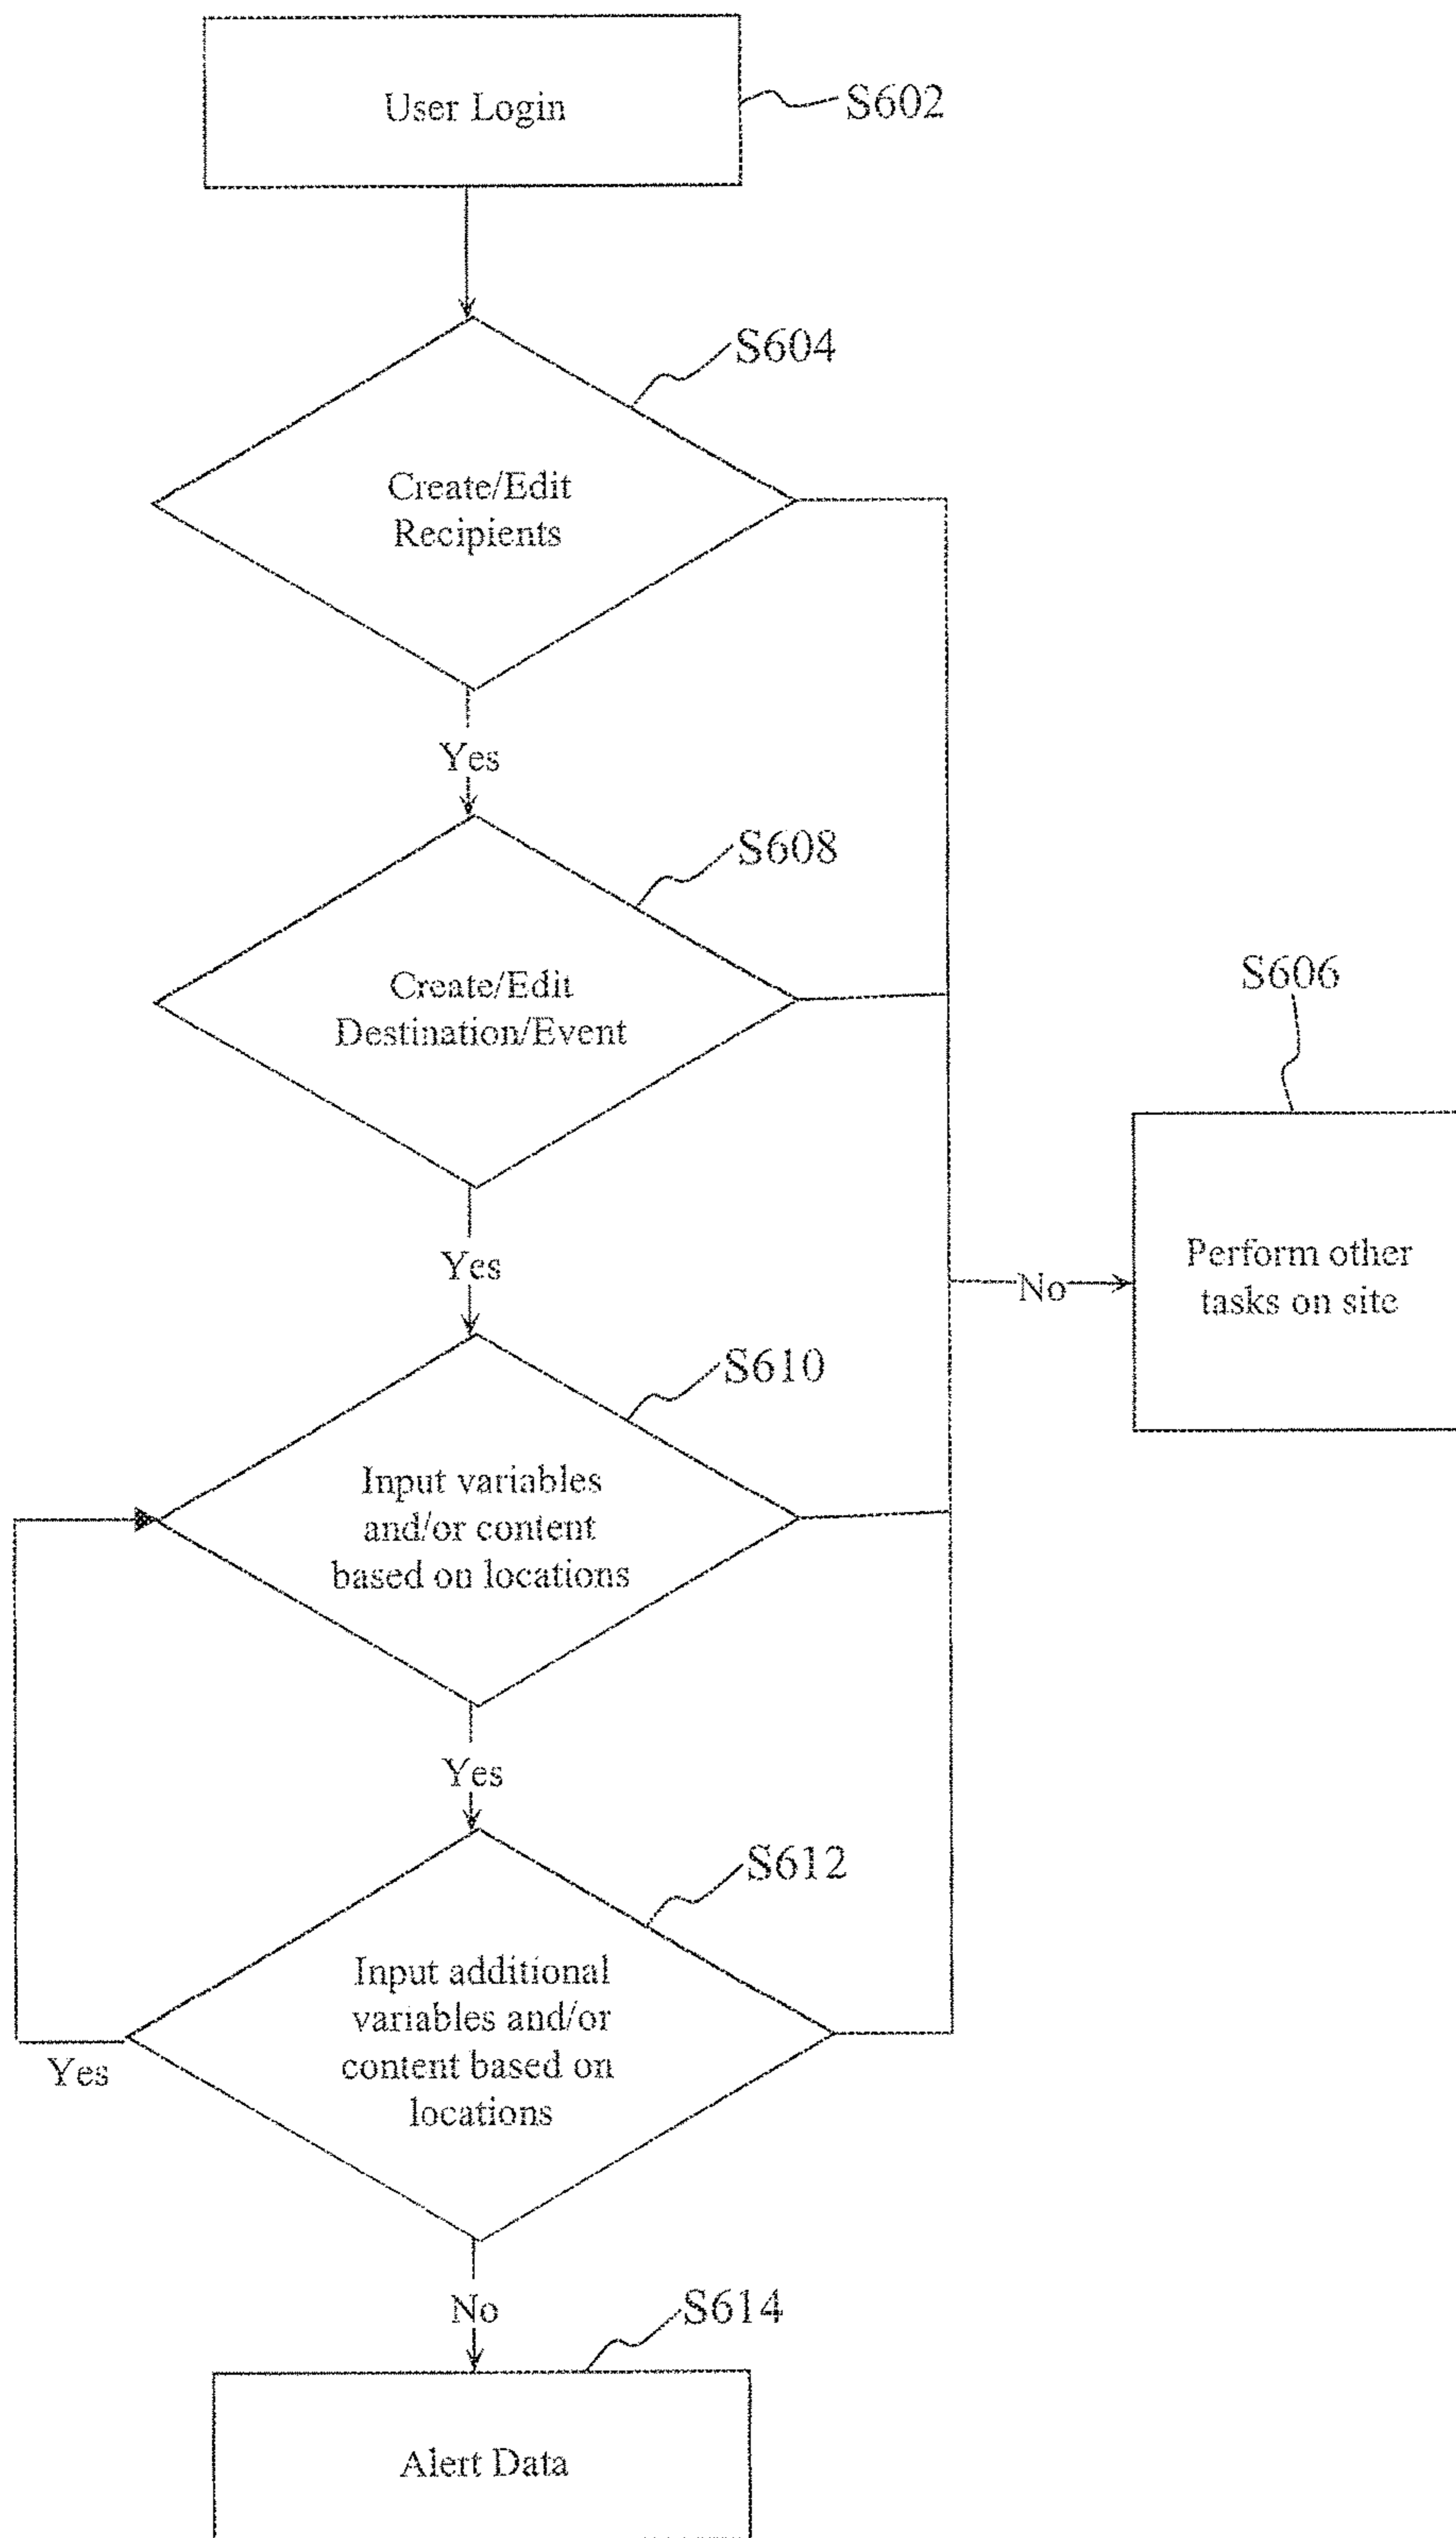 User Login
S602
S604
Create/Edit
Recipients
Yes
S608
Create/Edit
Destination/Event
S606
Perform other
tasks on site
No
Yes
S610
Input variables
and/or content
based on locations
Yes
S612
Input additional
variables and/or
content based on
locations
Yes
No
S614
Alert Data